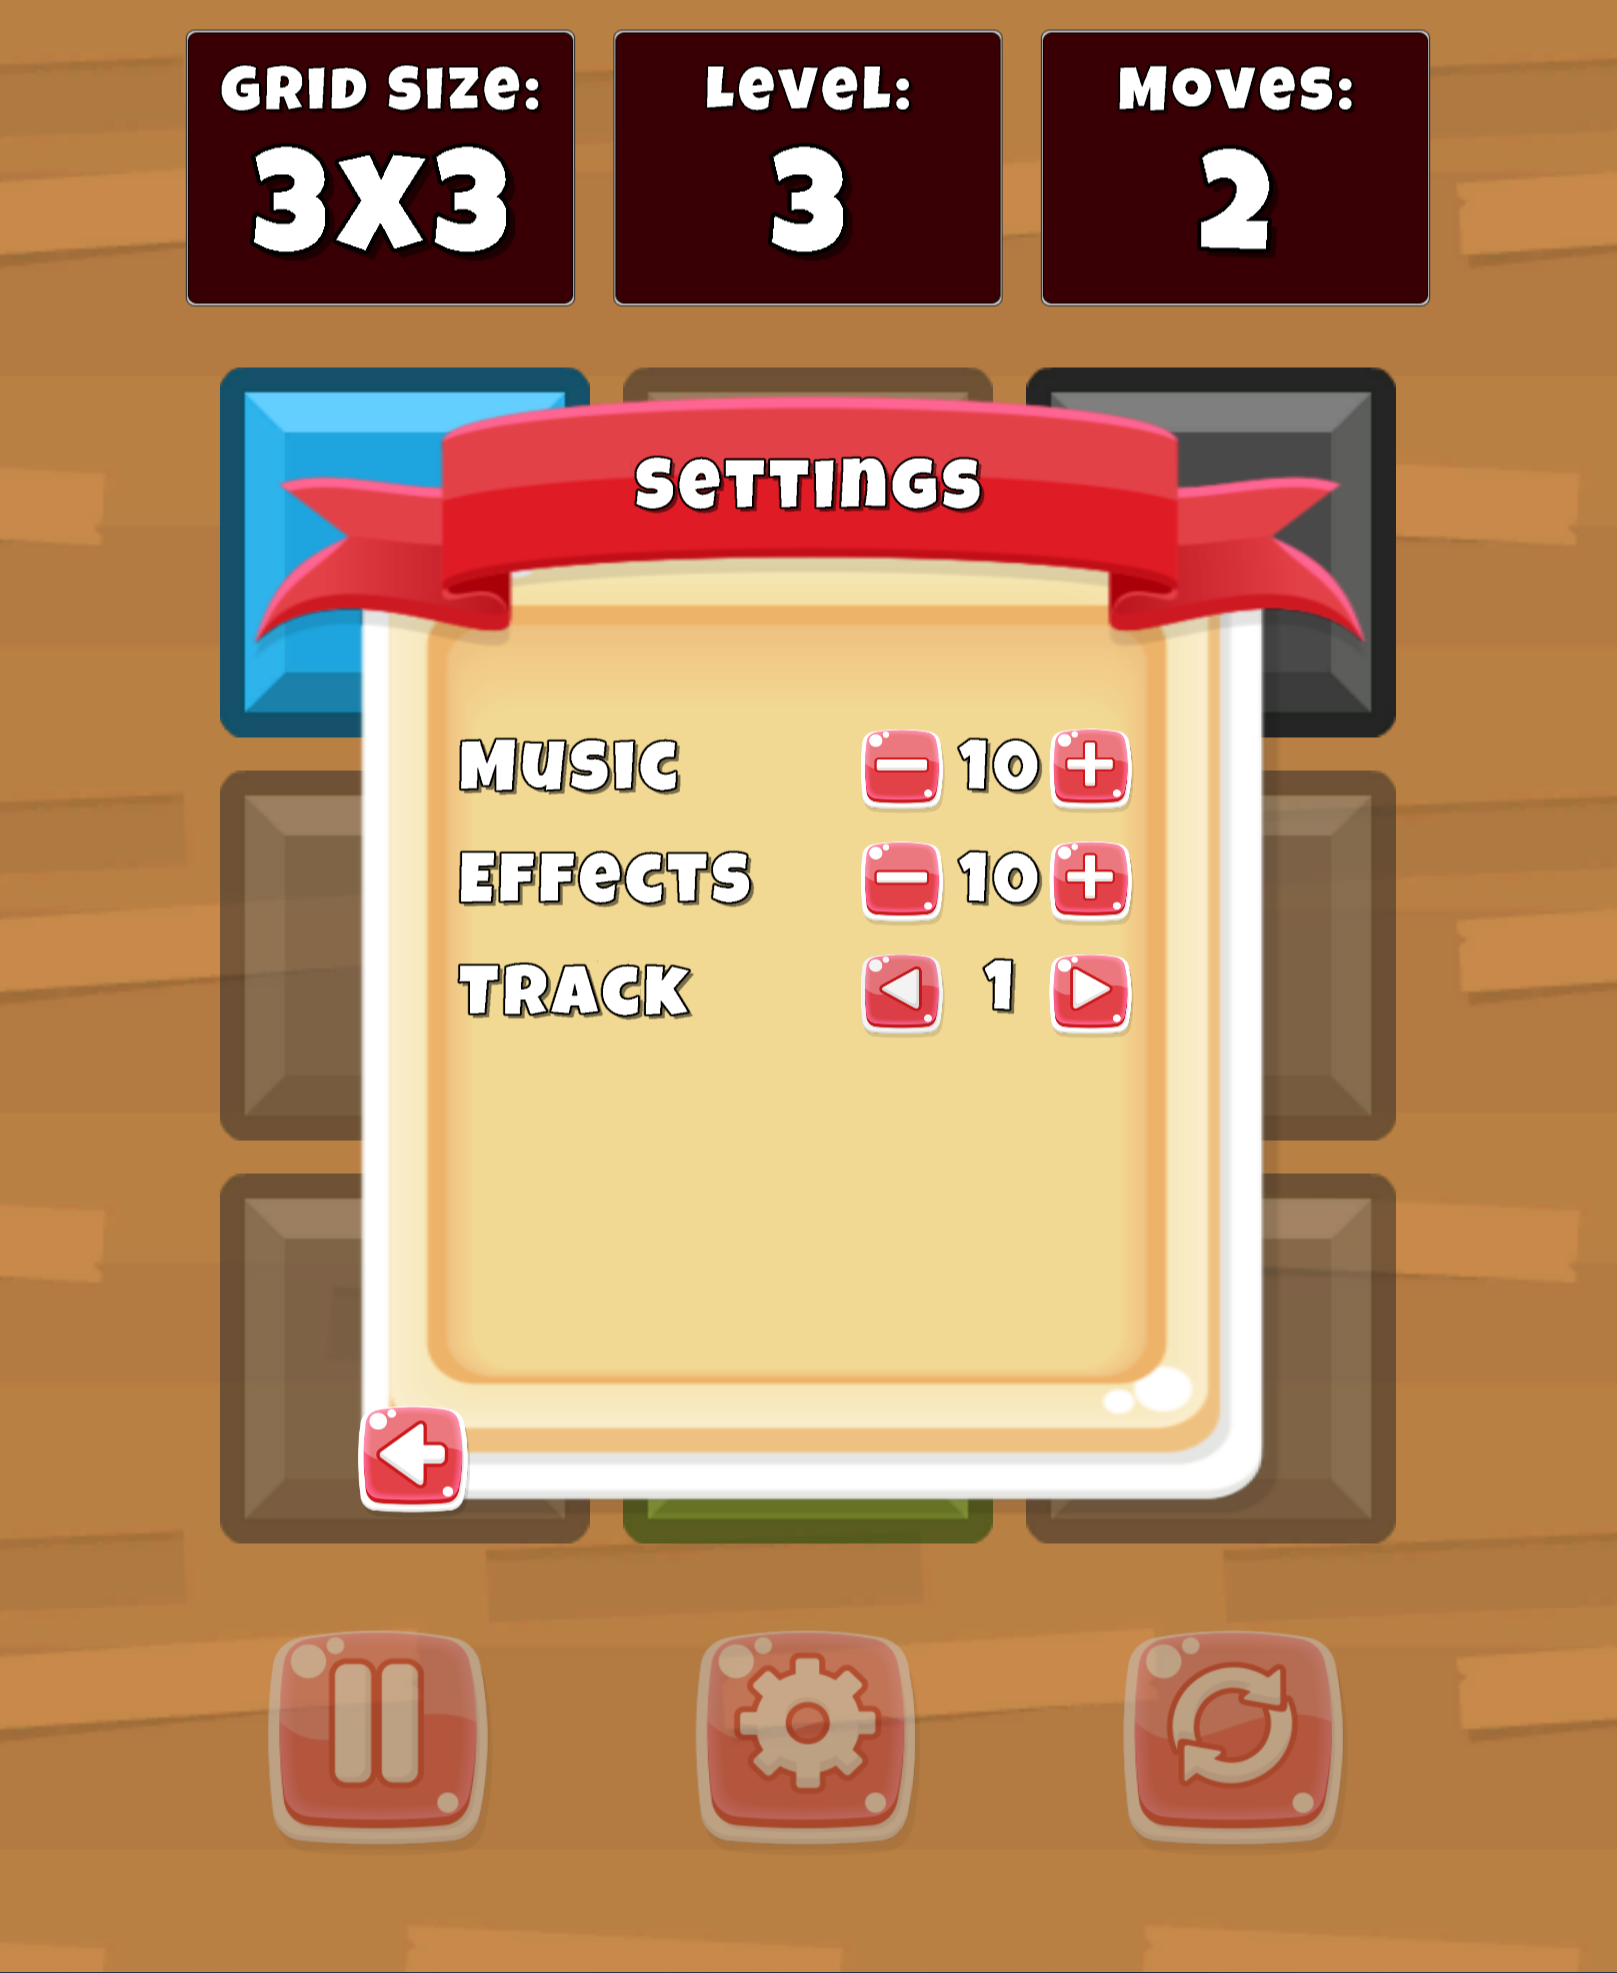 GRID SIZE:
3X3
LEVEL:
3
MOVES:
2
SETTINGS
MUSIC
10
EFFECTS
10
TRACK
1